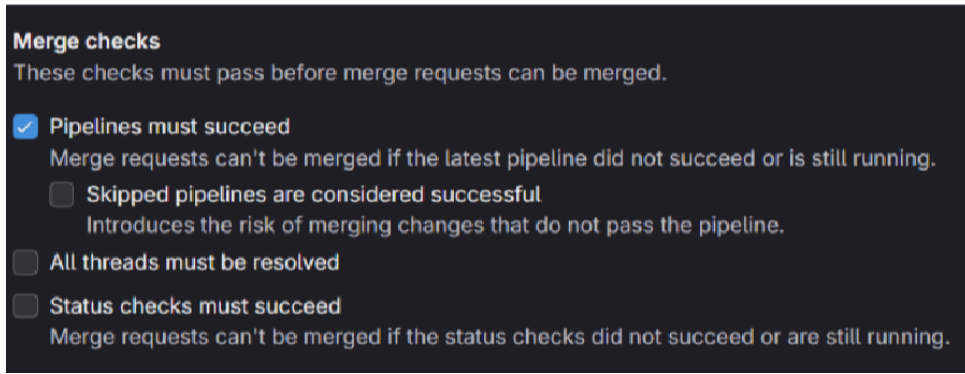 Merge checks
These checks must pass before merge requests can be merged.
Pipelines must succeed
Merge requests can't be merged if the latest pipeline did not succeed or is still running.
Skipped pipelines are considered successful
Introduces the risk of merging changes that do not pass the pipeline.
All threads must be resolved
Status checks must succeed
Merge requests can't be merged if the status checks did not succeed or are still running.